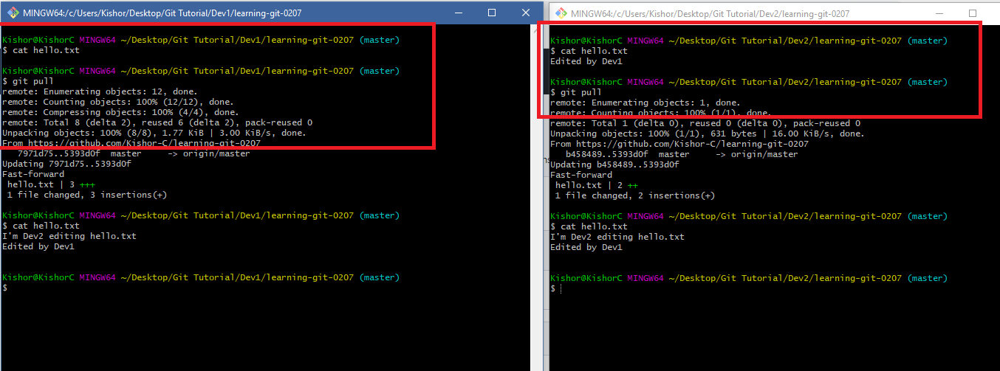 MINGW64:/c/Users/Kishor/Desktop/Git Tutorial/Dev1/learning-git-0207
Kishor@KishorC MINGW64 ~/Desktop/Git Tutorial/Dev1/learning-git-0207 (master)
$ cat hello.txt
Kishor@KishorC MINGW64 ~/Desktop/Git Tutorial/Dev1/learning-git-0207 (master)
$ git pull
remote: Enumerating objects: 12, done.
remote: Counting objects: 100% (12/12), done.
remote: Compressing objects: 100% (4/4), done.
remote: Total 8 (delta 2), reused 6 (delta 2), pack-reused 0
Unpacking objects: 100% (8/8), 1.77 KiB | 3.00 KiB/s, done.
From https://github.com/Kishor-C/learning-git-0207
   7971d75..5393d0f  master     -> origin/master
Updating 7971d75..5393d0f
Fast-forward
 hello.txt | 3 +++
 1 file changed, 3 insertions(+)
Kishor@KishorC MINGW64 ~/Desktop/Git Tutorial/Dev1/learning-git-0207 (master)
$ cat hello.txt
I'm Dev2 editing hello.txt
Edited by Dev1
Kishor@KishorC MINGW64 ~/Desktop/Git Tutorial/Dev1/learning-git-0207 (master)
$
MINGW64:/c/Users/Kishor/Desktop/Git Tutorial/Dev2/learning-git-0207
Kishor@KishorC MINGW64 ~/Desktop/Git Tutorial/Dev2/learning-git-0207 (master)
$ cat hello.txt
Edited by Dev1
Kishor@KishorC MINGW64 ~/Desktop/Git Tutorial/Dev2/learning-git-0207 (master)
$ git pull
remote: Enumerating objects: 1, done.
remote: Counting objects: 100% (1/1), done.
remote: Total 1 (delta 0), reused 0 (delta 0), pack-reused 0
Unpacking objects: 100% (1/1), 631 bytes | 16.00 KiB/s, done.
From https://github.com/Kishor-C/learning-git-0207
   b458489..5393d0f  master     -> origin/master
Updating b458489..5393d0f
Fast-forward
 hello.txt | 2 ++
 1 file changed, 2 insertions(+)
Kishor@KishorC MINGW64 ~/Desktop/Git Tutorial/Dev2/learning-git-0207 (master)
$ cat hello.txt
I'm Dev2 editing hello.txt
Edited by Dev1
Kishor@KishorC MINGW64 ~/Desktop/Git Tutorial/Dev2/learning-git-0207 (master)
$